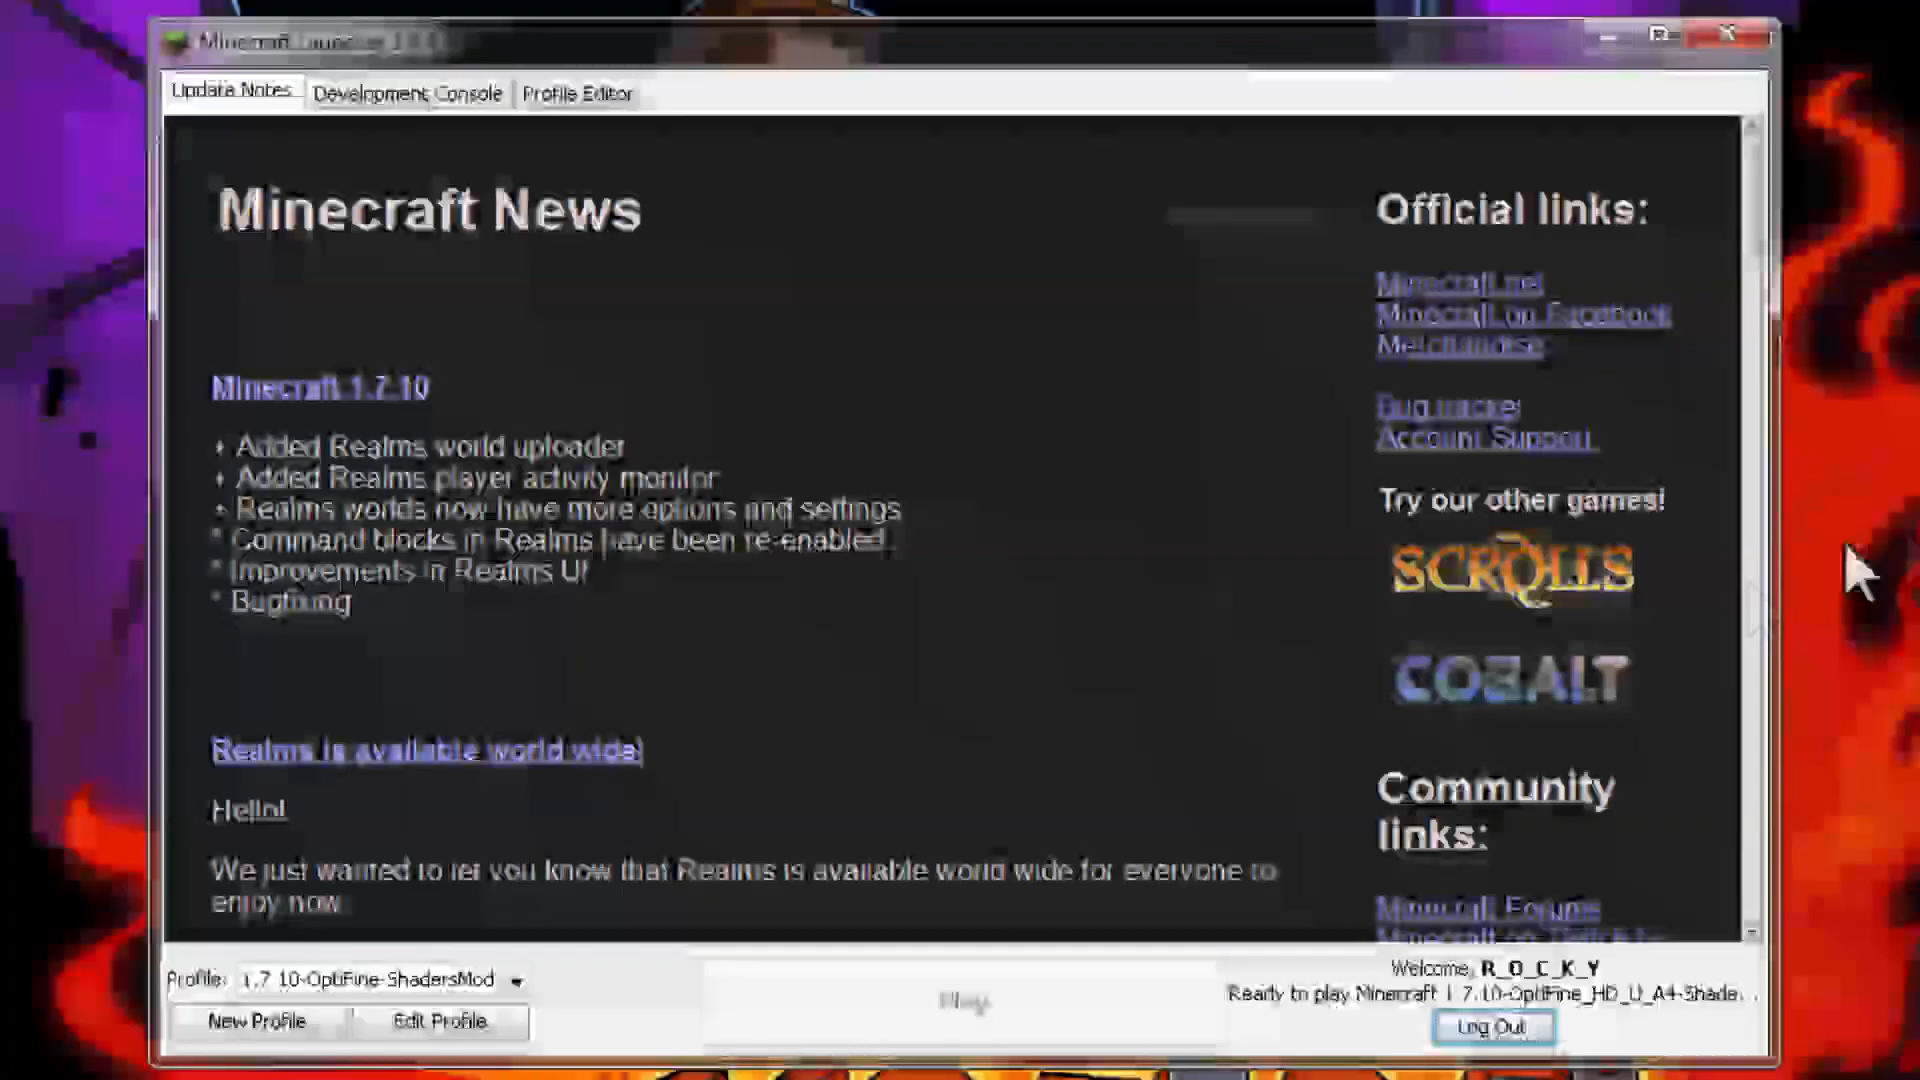 Minecraft Launcher
Update Notes
Development Console
Profile Editor
Minecraft News
Minecraft 1.7.10
+ Added Realms world uploader
+ Added Realms player activity monitor
+ Realms worlds now have more options and settings
* Command blocks in Realms have been re-enabled
* Improvements in Realms UI
* Bugfixing
Realms is available world wide!
Hello!
We just wanted to let you know that Realms is available world wide for everyone to
enjoy now.
Official links:
Minecraft.net
Minecraft on Facebook
Merchandise
Bug tracker
Account Support
Try our other games!
SCROLLS
COBALT
Community
links:
Minecraft Forums
Minecraft on
Profile: 1.7.10-OptiFine-ShadersMod
New Profile
Edit Profile
Play
Welcome, R_O_C_K_Y
Ready to play Minecraft 1.7.10-OptiFine_HD_U_A4-Shade...
Log Out